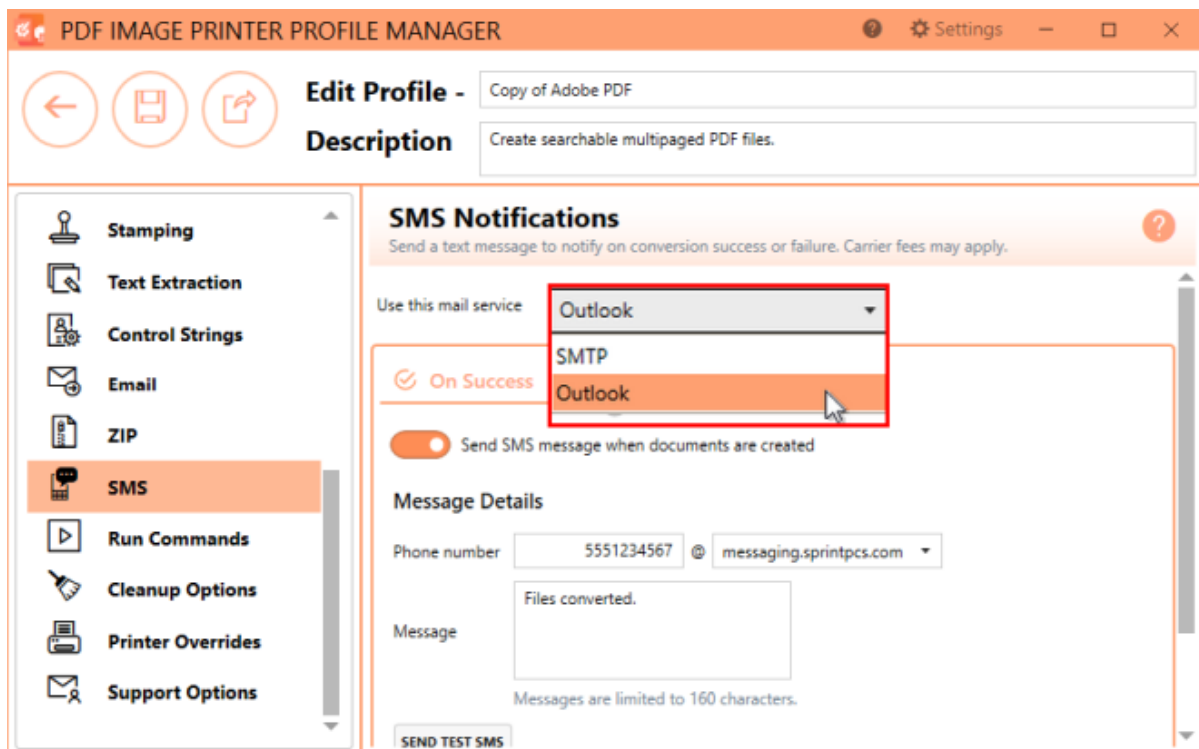 PDF IMAGE PRINTER PROFILE MANAGER
? Settings
Edit Profile - Copy of Adobe PDF
Description Create searchable multipaged PDF files.
Stamping
Text Extraction
Control Strings
Email
ZIP
SMS
Run Commands
Cleanup Options
Printer Overrides
Support Options
SMS Notifications
?
Send a text message to notify on conversion success or failure. Carrier fees may apply.
Use this mail service Outlook
SMTP
Outlook
On Success
Send SMS message when documents are created
Message Details
Phone number 5551234567 @ messaging.sprintpcs.com
Message Files converted.
Messages are limited to 160 characters.
SEND TEST SMS